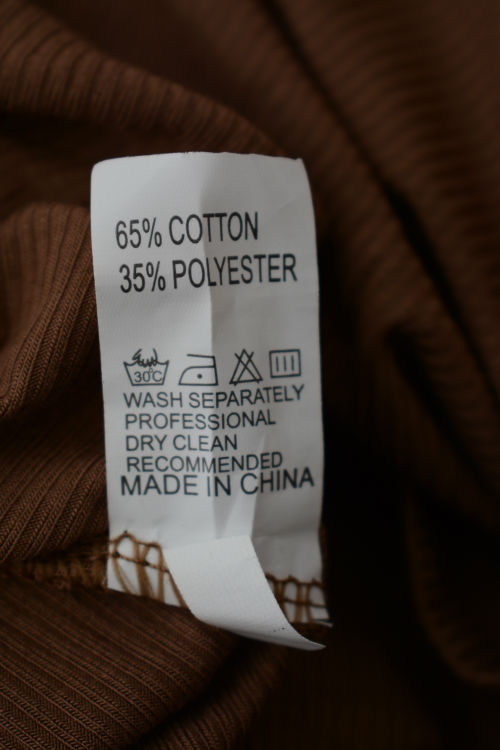 65% COTTON
35% POLYESTER
30°C
WASH SEPARATELY
PROFESSIONAL
DRY CLEAN
RECOMMENDED
MADE IN CHINA